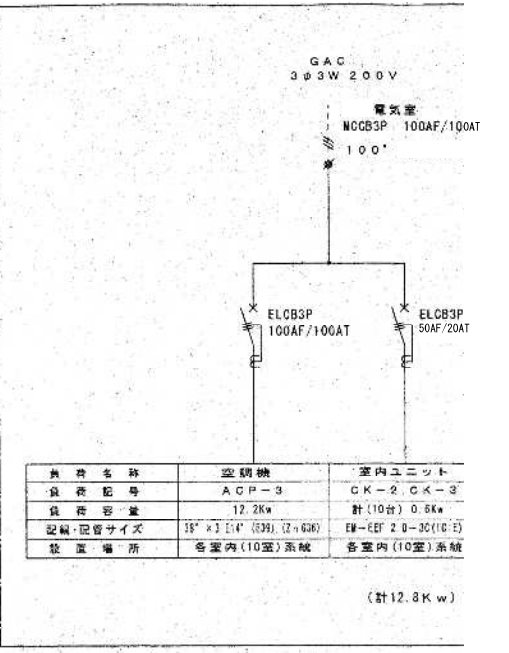 GAC
3φ3W 200V
電気室
MCCB3P 100AF/100AT
100°
ELCB3P
100AF/100AT
ELCB3P
50AF/20AT
負荷名称 空調機 室内ユニット
負荷記号 ACP-3 CK-2,CK-3
負荷容量 12.2Kw 計(10台) 0.6Kw
配線・配管サイズ EM-EEF 2.0-3C(1C:E)
設置場所 各室内(10室)系統 各室内(10室)系統
(計12.8Kw)